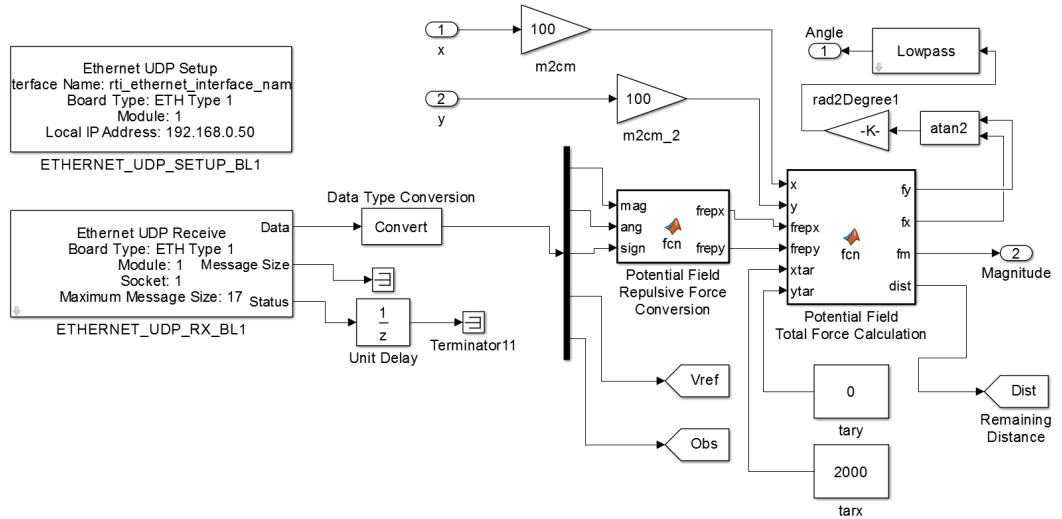 Ethernet UDP Setup
terface Name: rti_ethernet_interface_nam
Board Type: ETH Type 1
Module: 1
Local IP Address: 192.168.0.50
ETHERNET_UDP_SETUP_BL1
Ethernet UDP Receive
Board Type: ETH Type 1
Module: 1
Socket: 1
Maximum Message Size: 17
Data
Message Size
Status
ETHERNET_UDP_RX_BL1
Data Type Conversion
Convert
1
z
Unit Delay
Terminator11
1
x
100
m2cm
2
y
100
m2cm_2
mag
ang
sign
fcn
frepx
frepy
Potential Field
Repulsive Force
Conversion
Vref
Obs
x
y
frepx
frepy
xtar
ytar
fcn
fy
fx
fm
dist
Potential Field
Total Force Calculation
Angle
1
Lowpass
rad2Degree1
-K-
atan2
2
Magnitude
0
tary
2000
tarx
Dist
Remaining
Distance